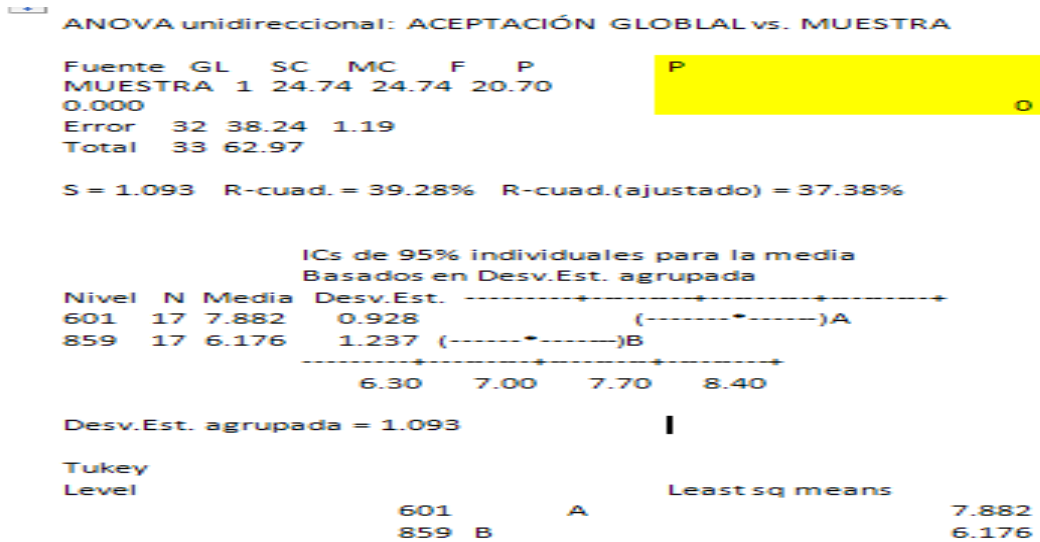 ANOVA unidireccional: ACEPTACIÓN GLOBLAL vs. MUESTRA
Fuente GL SC MC F P
P
MUESTRA 1 24.74 24.74 20.70
0.000
0
Error 32 38.24 1.19
Total 33 62.97
S = 1.093 R-cuad. = 39.28% R-cuad.(ajustado) = 37.38%
ICs de 95% individuales para la media
Basados en Desv.Est. agrupada
Nivel N Media Desv.Est. ---------+---------+---------+---------+
601 17 7.882 0.928 (-------*------)A
859 17 6.176 1.237 (------*-------)B
---------+---------+---------+---------+
6.30 7.00 7.70 8.40
Desv.Est. agrupada = 1.093
Tukey
Level Least sq means
601 A 7.882
859 B 6.176